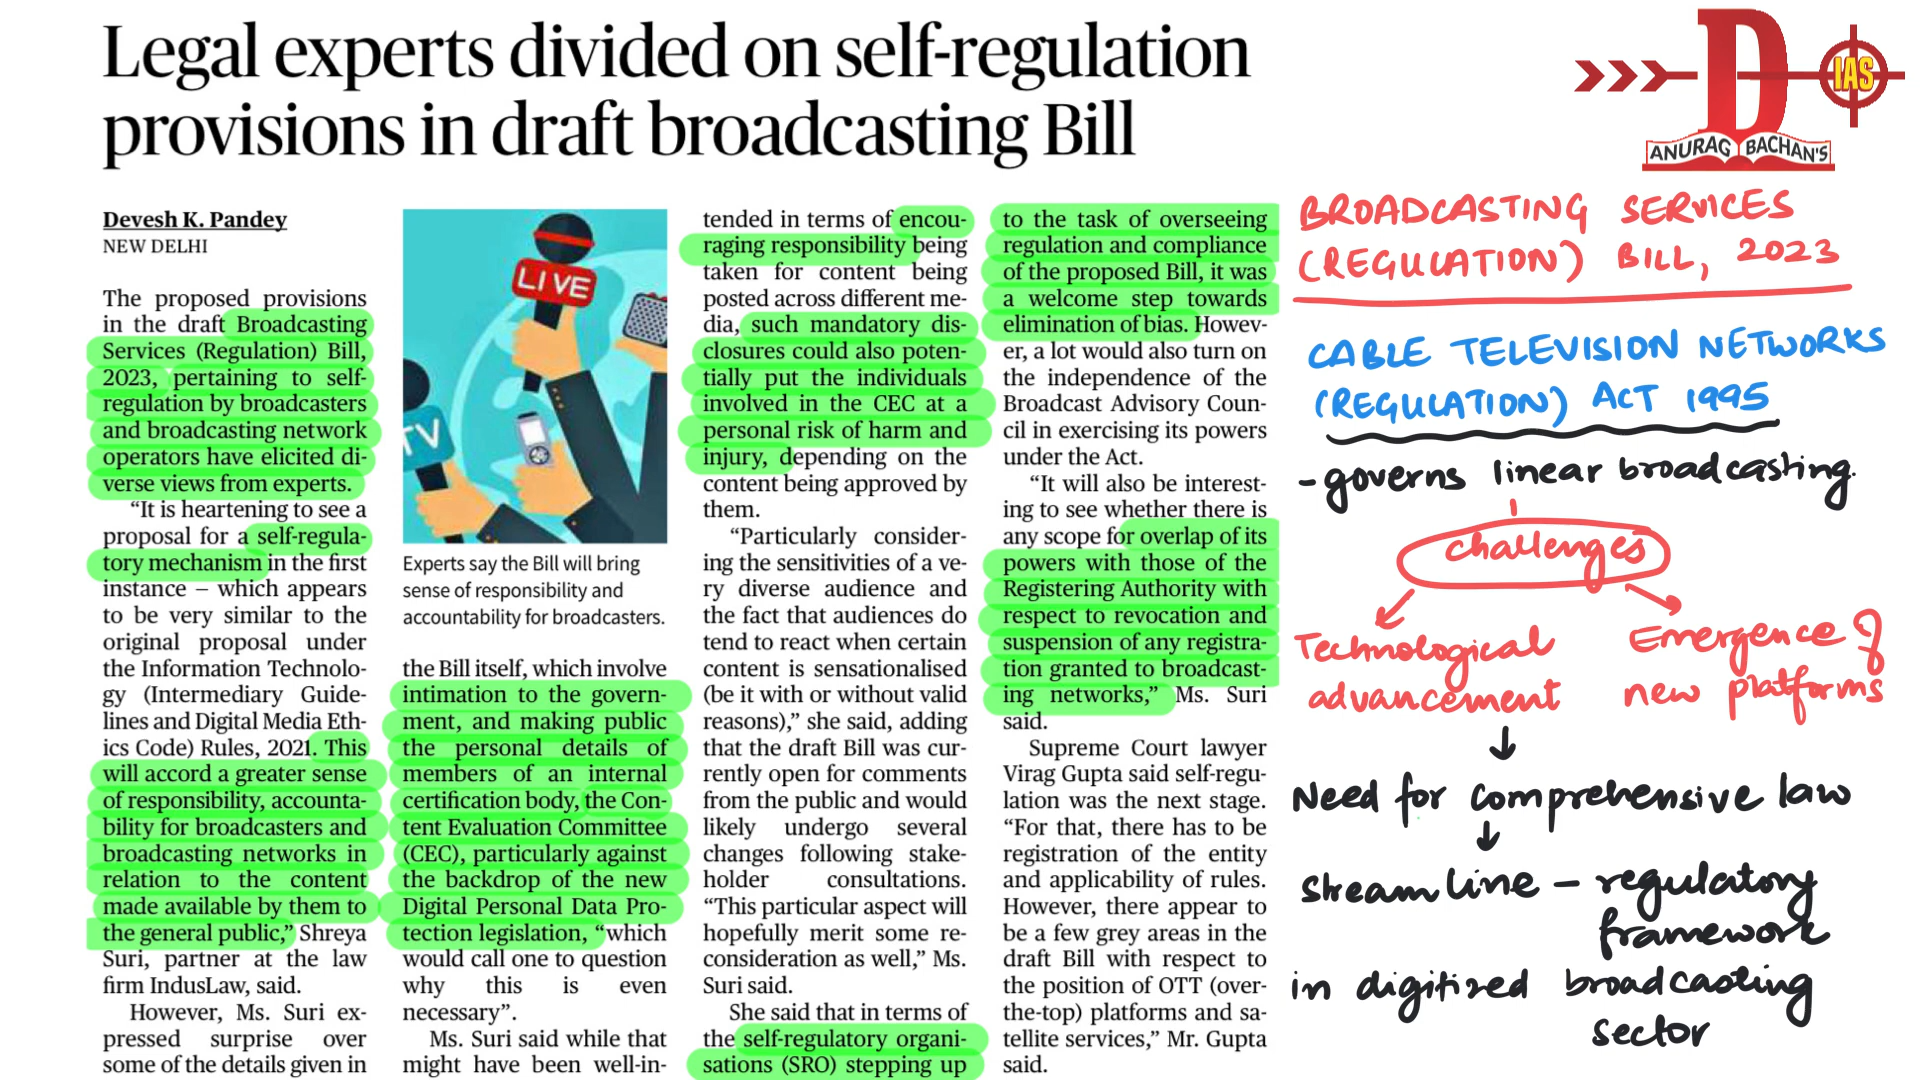 Legal experts divided on self-regulation
provisions in draft broadcasting Bill
Devesh K. Pandey
NEW DELHI
The proposed provisions
in the draft Broadcasting
Services (Regulation) Bill,
2023, pertaining to self-
regulation by broadcasters
and broadcasting network
operators have elicited di-
verse views from experts.
“It is heartening to see a
proposal for a self-regula-
tory mechanism in the first
instance – which appears
to be very similar to the
original proposal under
the Information Technolo-
gy (Intermediary Guide-
lines and Digital Media Eth-
ics Code) Rules, 2021. This
will accord a greater sense
of responsibility, accounta-
bility for broadcasters and
broadcasting networks in
relation to the content
made available by them to
the general public,” Shreya
Suri, partner at the law
firm IndusLaw, said.
However, Ms. Suri ex-
pressed surprise over
some of the details given in
LIVE
TV
Experts say the Bill will bring
sense of responsibility and
accountability for broadcasters.
the Bill itself, which involve
intimation to the govern-
ment, and making public
the personal details of
members of an internal
certification body, the Con-
tent Evaluation Committee
(CEC), particularly against
the backdrop of the new
Digital Personal Data Pro-
tection legislation, “which
would call one to question
why this is even
necessary”.
Ms. Suri said while that
might have been well-in-
tended in terms of encou-
raging responsibility being
taken for content being
posted across different me-
dia, such mandatory dis-
closures could also poten-
tially put the individuals
involved in the CEC at a
personal risk of harm and
injury, depending on the
content being approved by
them.
“Particularly consider-
ing the sensitivities of a ve-
ry diverse audience and
the fact that audiences do
tend to react when certain
content is sensationalised
(be it with or without valid
reasons),” she said, adding
that the draft Bill was cur-
rently open for comments
from the public and would
likely undergo several
changes following stake-
holder consultations.
“This particular aspect will
hopefully merit some re-
consideration as well,” Ms.
Suri said.
She said that in terms of
the self-regulatory organi-
sations (SRO) stepping up
to the task of overseeing
regulation and compliance
of the proposed Bill, it was
a welcome step towards
elimination of bias. Howev-
er, a lot would also turn on
the independence of the
Broadcast Advisory Coun-
cil in exercising its powers
under the Act.
“It will also be interest-
ing to see whether there is
any scope for overlap of its
powers with those of the
Registering Authority with
respect to revocation and
suspension of any registra-
tion granted to broadcast-
ing networks,” Ms. Suri
said.
Supreme Court lawyer
Virag Gupta said self-regu-
lation was the next stage.
“For that, there has to be
registration of the entity
and applicability of rules.
However, there appear to
be a few grey areas in the
draft Bill with respect to
the position of OTT (over-
the-top) platforms and sa-
tellite services,” Mr. Gupta
said.
D IAS
ANURAG BACHAN'S
BROADCASTING SERVICES
(REGULATION) BILL, 2023
CABLE TELEVISION NETWORKS
(REGULATION) ACT 1995
- governs linear broadcasting.
challenges
Technological
advancement
Emergence of
new platforms
Need for comprehensive law
streamline – regulatory
framework
in digitized broadcasting
sector